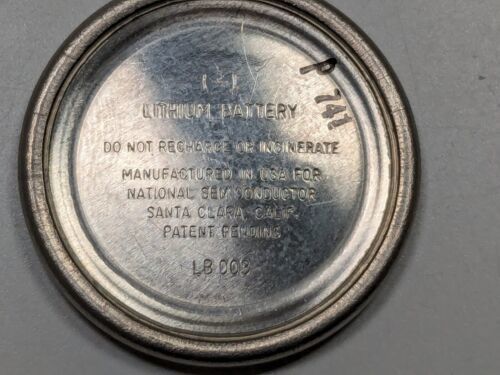 (-)
LITHIUM BATTERY
DO NOT RECHARGE OR INCINERATE
MANUFACTURED IN USA FOR
NATIONAL SEMICONDUCTOR
SANTA CLARA, CALIF.
PATENT PENDING
LB 003
P 741